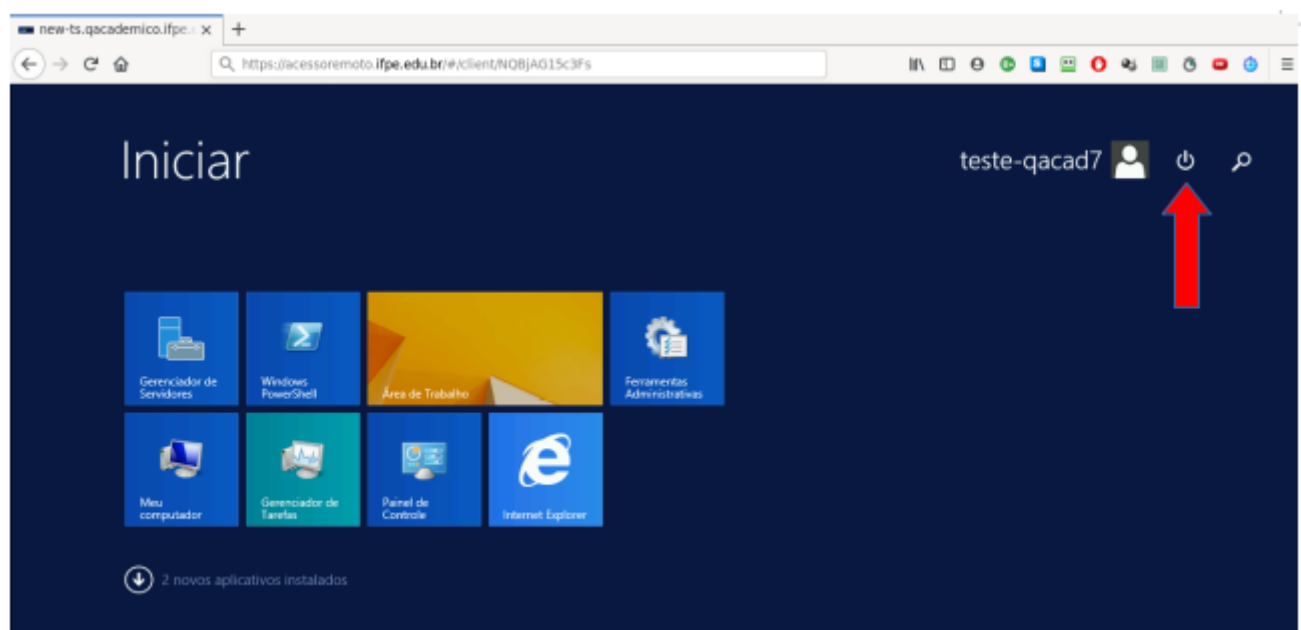 new-ts.qacademico.ifpe.
https://acessoremoto.ifpe.edu.br/#/client/NQBjAG15c3Fs
Iniciar
teste-qacad7
Gerenciador de
Servidores
Windows
PowerShell
Área de Trabalho
Ferramentas
Administrativas
Meu
computador
Gerenciador de
Tarefas
Painel de
Controle
Internet Explorer
2 novos aplicativos instalados